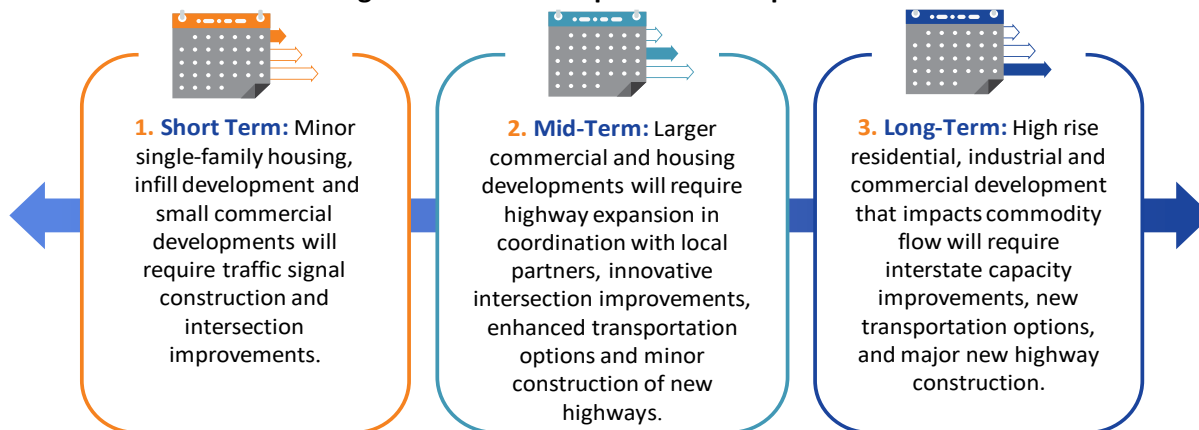 1. Short Term: Minor
single-family housing,
infill development and
small commercial
developments will
require traffic signal
construction and
intersection
improvements.
2. Mid-Term: Larger
commercial and housing
developments will require
highway expansion in
coordination with local
partners, innovative
intersection improvements,
enhanced transportation
options and minor
construction of new
highways.
3. Long-Term: High rise
residential, industrial and
commercial development
that impacts commodity
flow will require
interstate capacity
improvements, new
transportation options,
and major new highway
construction.